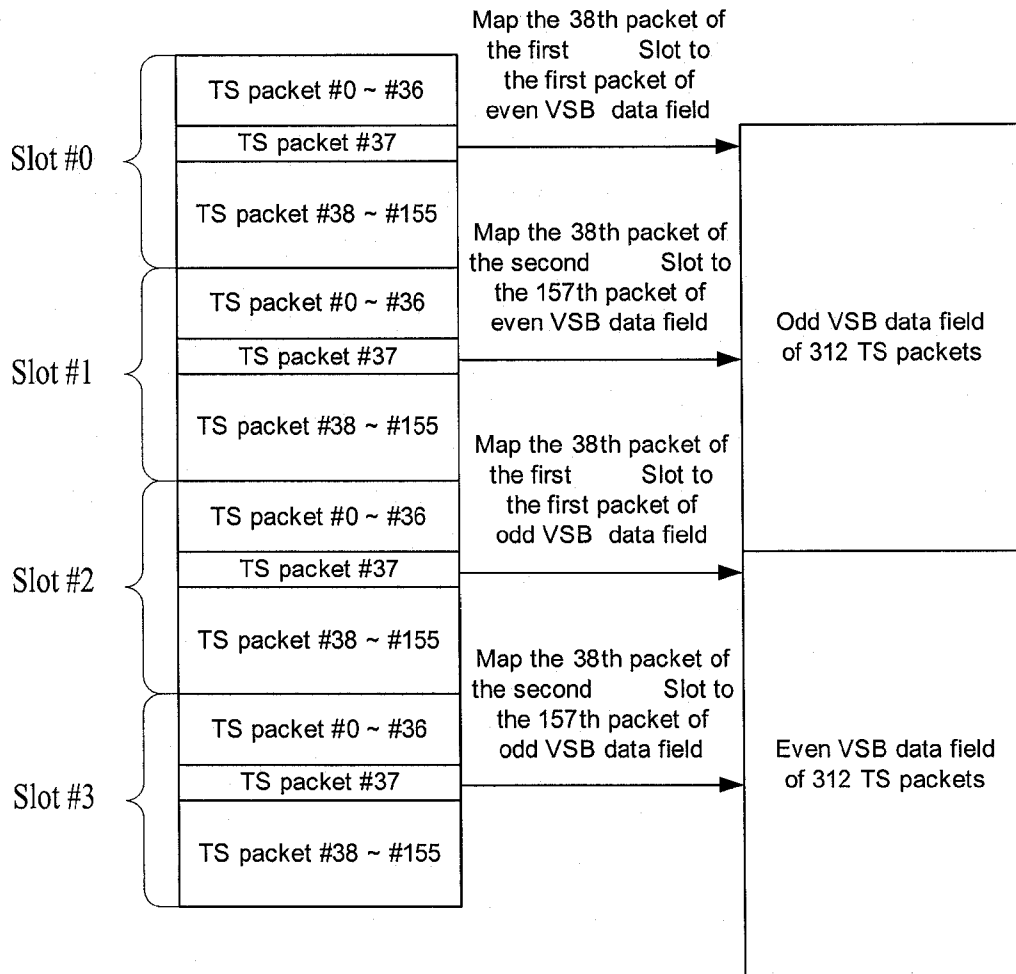 Map the 38th packet of
the first Slot to
the first packet of
even VSB data field
Slot #0
TS packet #0 ~ #36
TS packet #37
TS packet #38 ~ #155
Map the 38th packet of
the second Slot to
the 157th packet of
even VSB data field
Slot #1
TS packet #0 ~ #36
TS packet #37
TS packet #38 ~ #155
Odd VSB data field
of 312 TS packets
Map the 38th packet of
the first Slot to
the first packet of
odd VSB data field
Slot #2
TS packet #0 ~ #36
TS packet #37
TS packet #38 ~ #155
Map the 38th packet of
the second Slot to
the 157th packet of
odd VSB data field
Slot #3
TS packet #0 ~ #36
TS packet #37
TS packet #38 ~ #155
Even VSB data field
of 312 TS packets